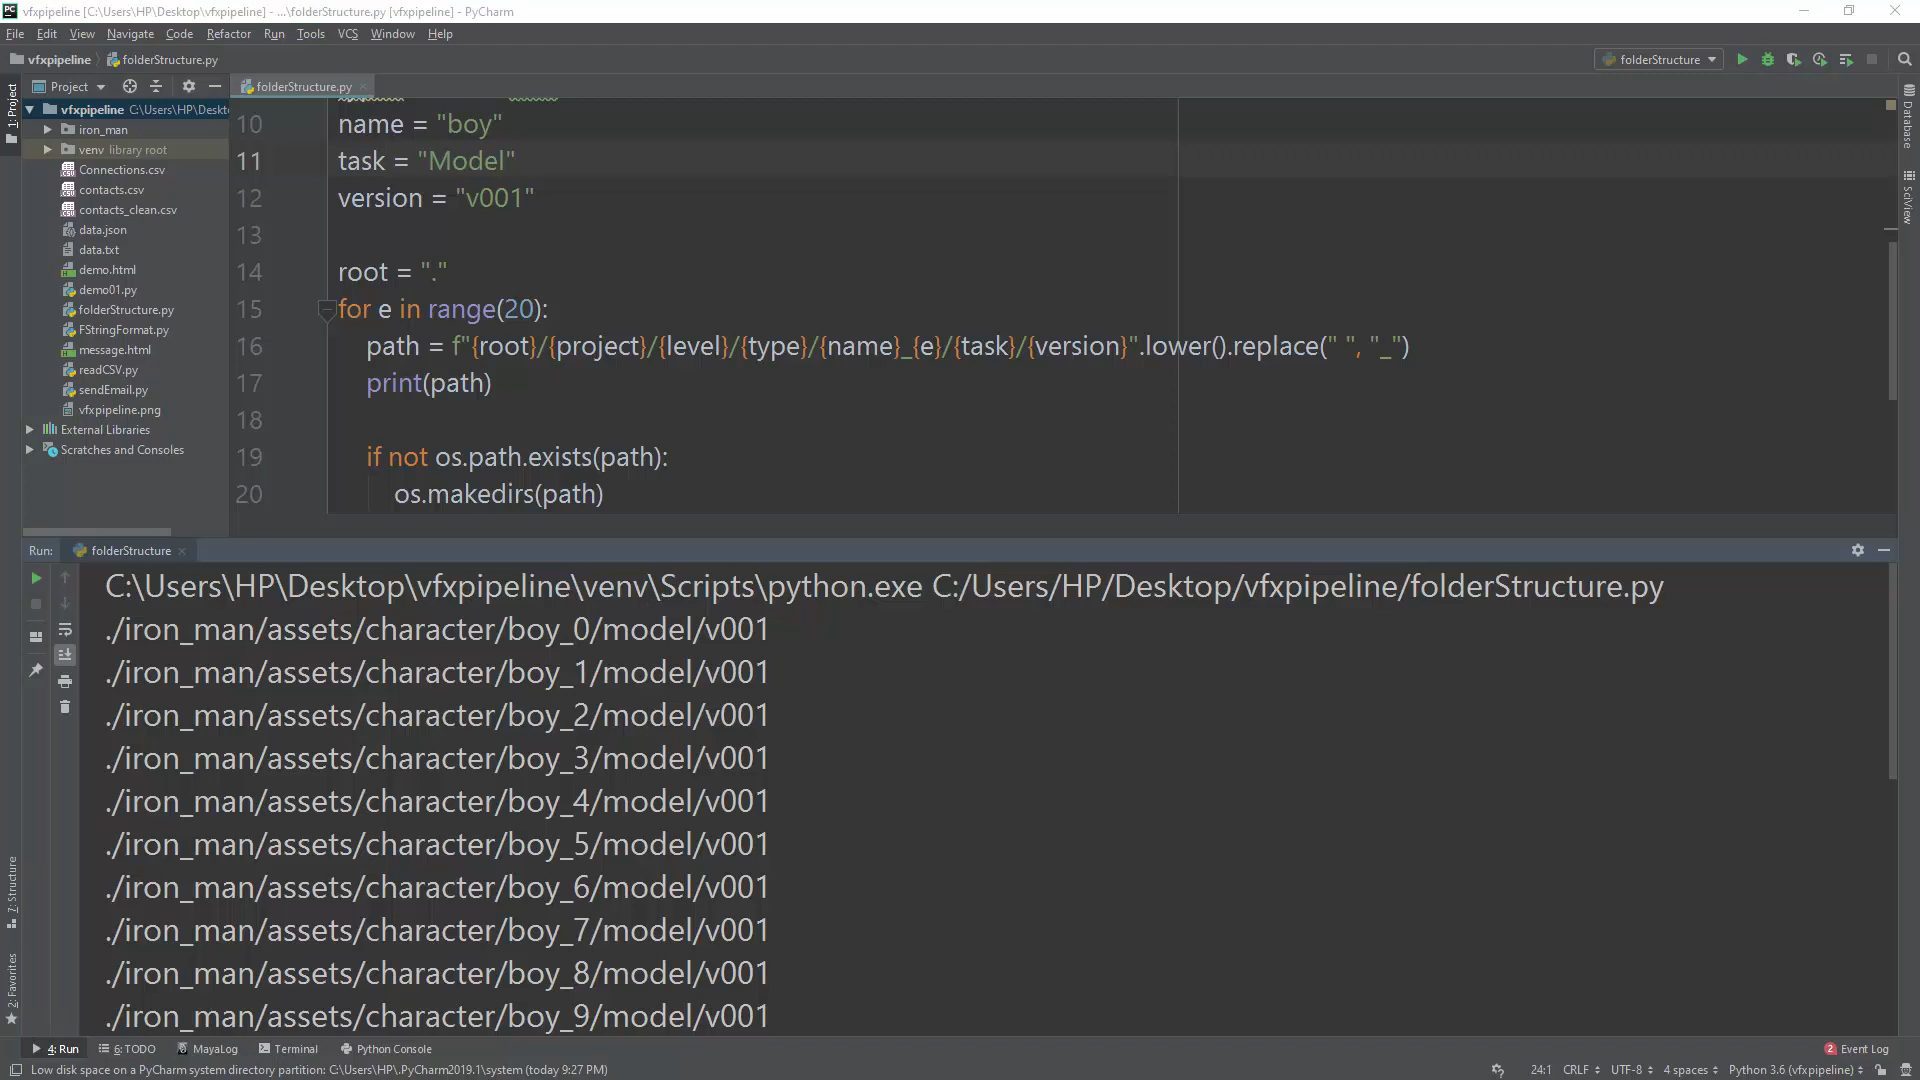 vfxpipeline [C:\Users\HP\Desktop\vfxpipeline] - ...\folderStructure.py [vfxpipeline] - PyCharm
File Edit View Navigate Code Refactor Run Tools VCS Window Help
vfxpipeline folderStructure.py folderStructure
Project folderStructure.py
1: Project
vfxpipeline C:\Users\HP\Deskt
iron_man
venv library root
Connections.csv
contacts.csv
contacts_clean.csv
data.json
data.txt
demo.html
demo01.py
folderStructure.py
FStringFormat.py
message.html
readCSV.py
sendEmail.py
vfxpipeline.png
External Libraries
Scratches and Consoles
10 name = "boy"
11 task = "Model"
12 version = "v001"
13
14 root = "."
15 for e in range(20):
16 path = f"{root}/{project}/{level}/{type}/{name}_{e}/{task}/{version}".lower().replace(" ", "_")
17 print(path)
18
19 if not os.path.exists(path):
20 os.makedirs(path)
Database
SciView
Run: folderStructure
C:\Users\HP\Desktop\vfxpipeline\venv\Scripts\python.exe C:/Users/HP/Desktop/vfxpipeline/folderStructure.py
./iron_man/assets/character/boy_0/model/v001
./iron_man/assets/character/boy_1/model/v001
./iron_man/assets/character/boy_2/model/v001
./iron_man/assets/character/boy_3/model/v001
./iron_man/assets/character/boy_4/model/v001
./iron_man/assets/character/boy_5/model/v001
./iron_man/assets/character/boy_6/model/v001
./iron_man/assets/character/boy_7/model/v001
./iron_man/assets/character/boy_8/model/v001
./iron_man/assets/character/boy_9/model/v001
7: Structure
2: Favorites
4: Run 6: TODO MayaLog Terminal Python Console 2 Event Log
Low disk space on a PyCharm system directory partition: C:\Users\HP\.PyCharm2019.1\system (today 9:27 PM) 24:1 CRLF UTF-8 4 spaces Python 3.6 (vfxpipeline)